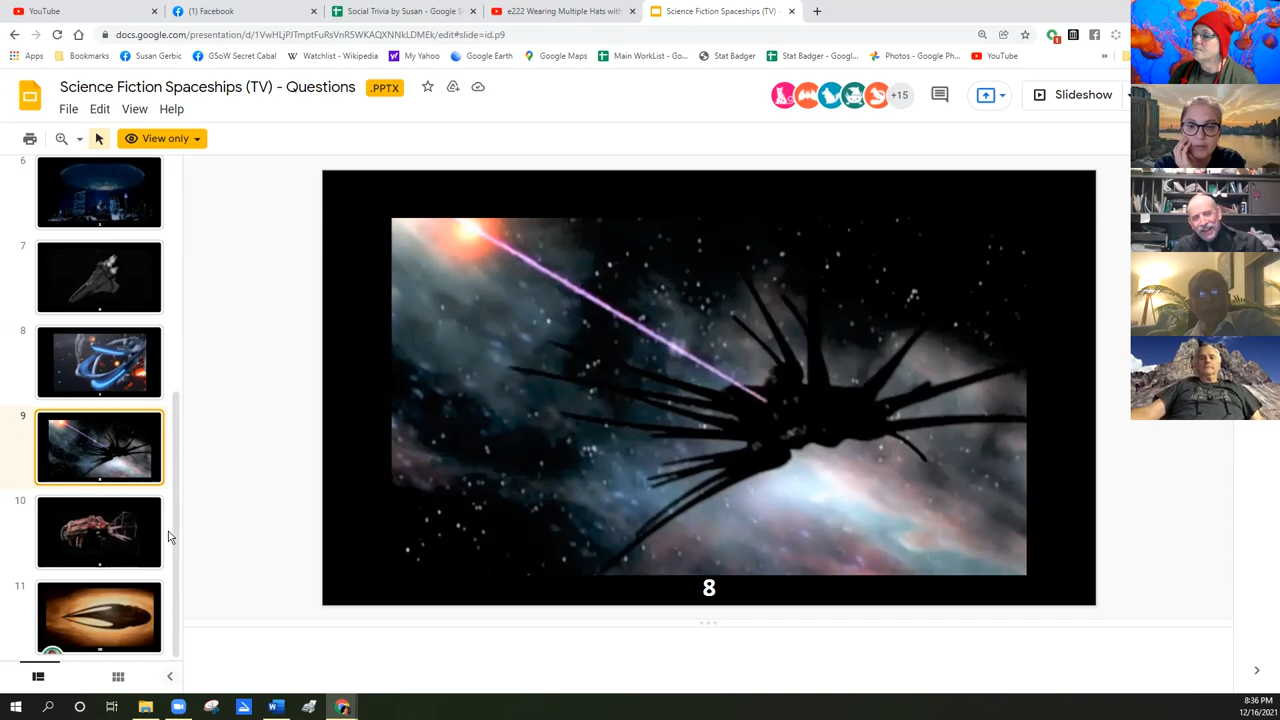 YouTube
(1) Facebook
Social Trivia by Susan - Google S
e222 Wearing Multiple Hats with
Science Fiction Spaceships (TV) -
docs.google.com/presentation/d/1VwHLjPJTmptFuRsVnR5WKAQXNNkLDMEk/edit#slide=id.p9
Apps
Bookmarks
Susan Gerbic
GSoW Secret Cabal
Watchlist - Wikipedia
My Yahoo
Google Earth
Google Maps
Main WorkList - Go...
Stat Badger
Stat Badger - Googl...
Photos - Google Ph...
YouTube
»
Science Fiction Spaceships (TV) - Questions
.PPTX
+15
Slideshow
File Edit View Help
View only
6
7
8
9
10
11
8
8:36 PM
12/16/2021